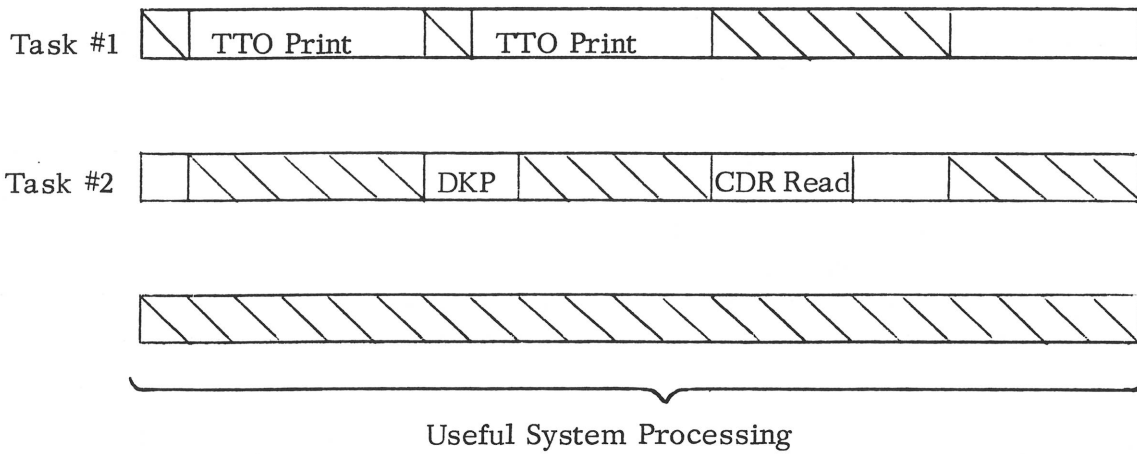 Task #1
TTO Print
TTO Print
Task #2
DKP
CDR Read
Useful System Processing